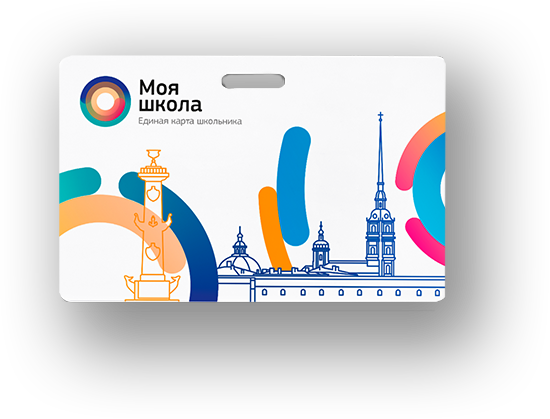 Моя
школа
Единая карта школьника